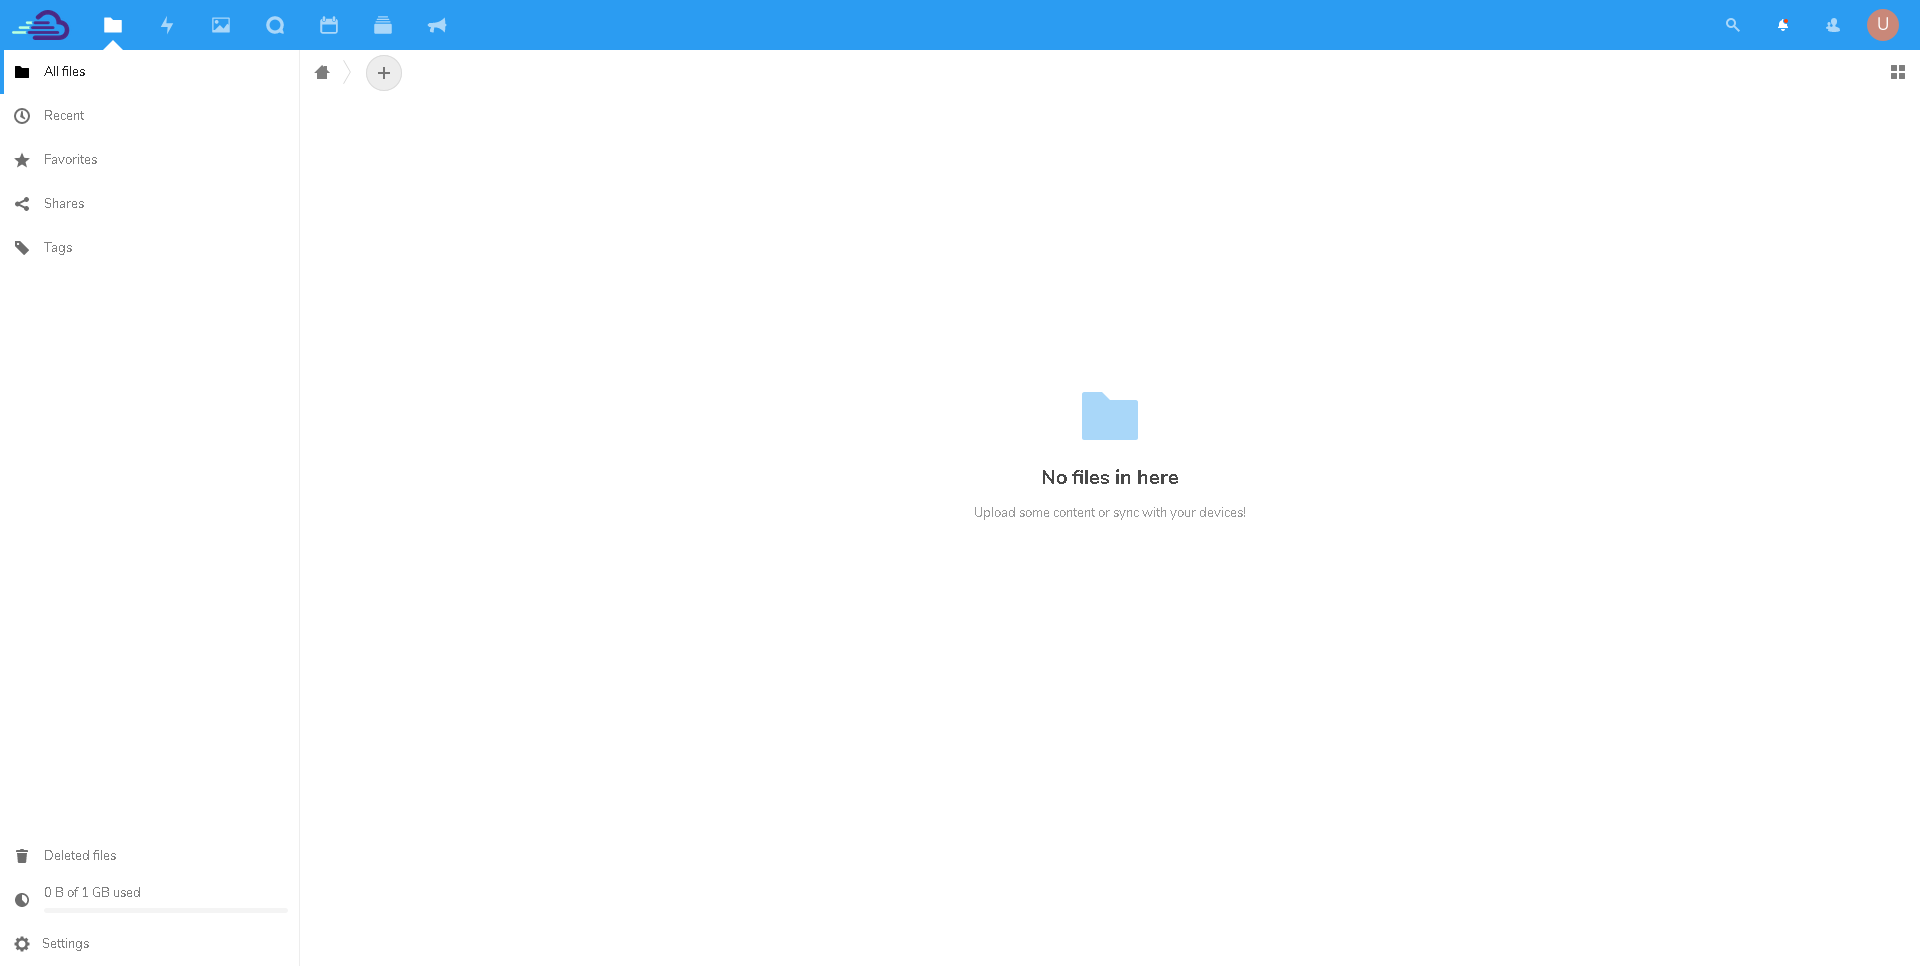 U
All files
Recent
Favorites
Shares
Tags
No files in here
Upload some content or sync with your devices!
Deleted files
0 B of 1 GB used
Settings